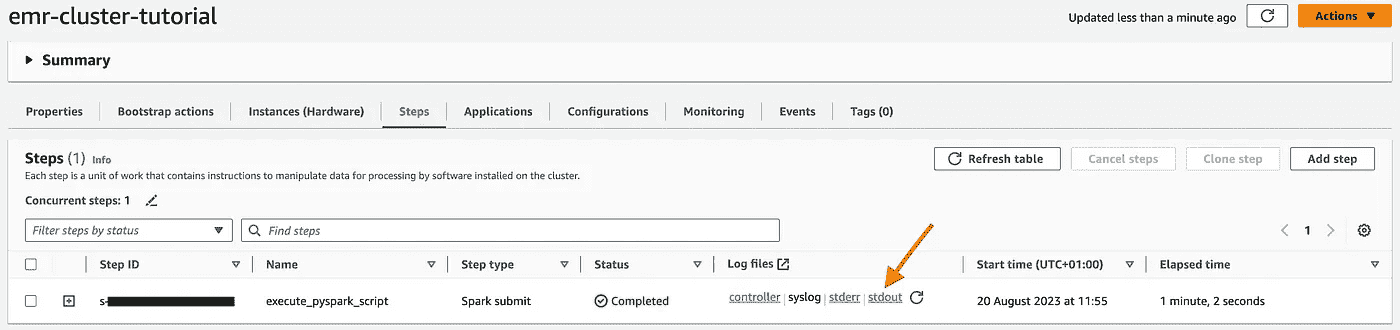 emr-cluster-tutorial
Updated less than a minute ago
Actions
Summary
Properties
Bootstrap actions
Instances (Hardware)
Steps
Applications
Configurations
Monitoring
Events
Tags (0)
Steps (1) Info
Refresh table
Cancel steps
Clone step
Add step
Each step is a unit of work that contains instructions to manipulate data for processing by software installed on the cluster.
Concurrent steps: 1
Filter steps by status
Find steps
1
Step ID
Name
Step type
Status
Log files
Start time (UTC+01:00)
Elapsed time
s-
execute_pyspark_script
Spark submit
Completed
controller | syslog | stderr | stdout
20 August 2023 at 11:55
1 minute, 2 seconds